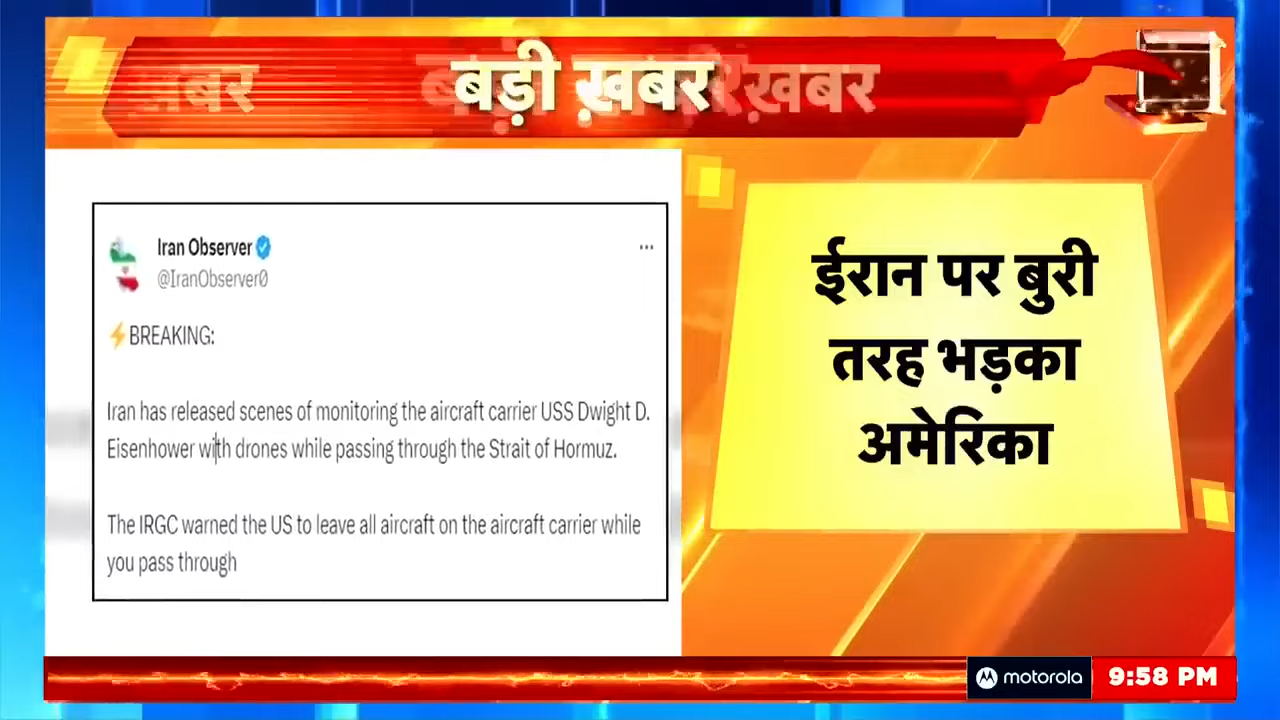 ख़बर
बड़ी ख़बर
ख़बर
Iran Observer
@IranObserver0
⚡BREAKING:
Iran has released scenes of monitoring the aircraft carrier USS Dwight D.
Eisenhower with drones while passing through the Strait of Hormuz.
The IRGC warned the US to leave all aircraft on the aircraft carrier while
you pass through
ईरान पर बुरी
तरह भड़का
अमेरिका
motorola
9:58 PM